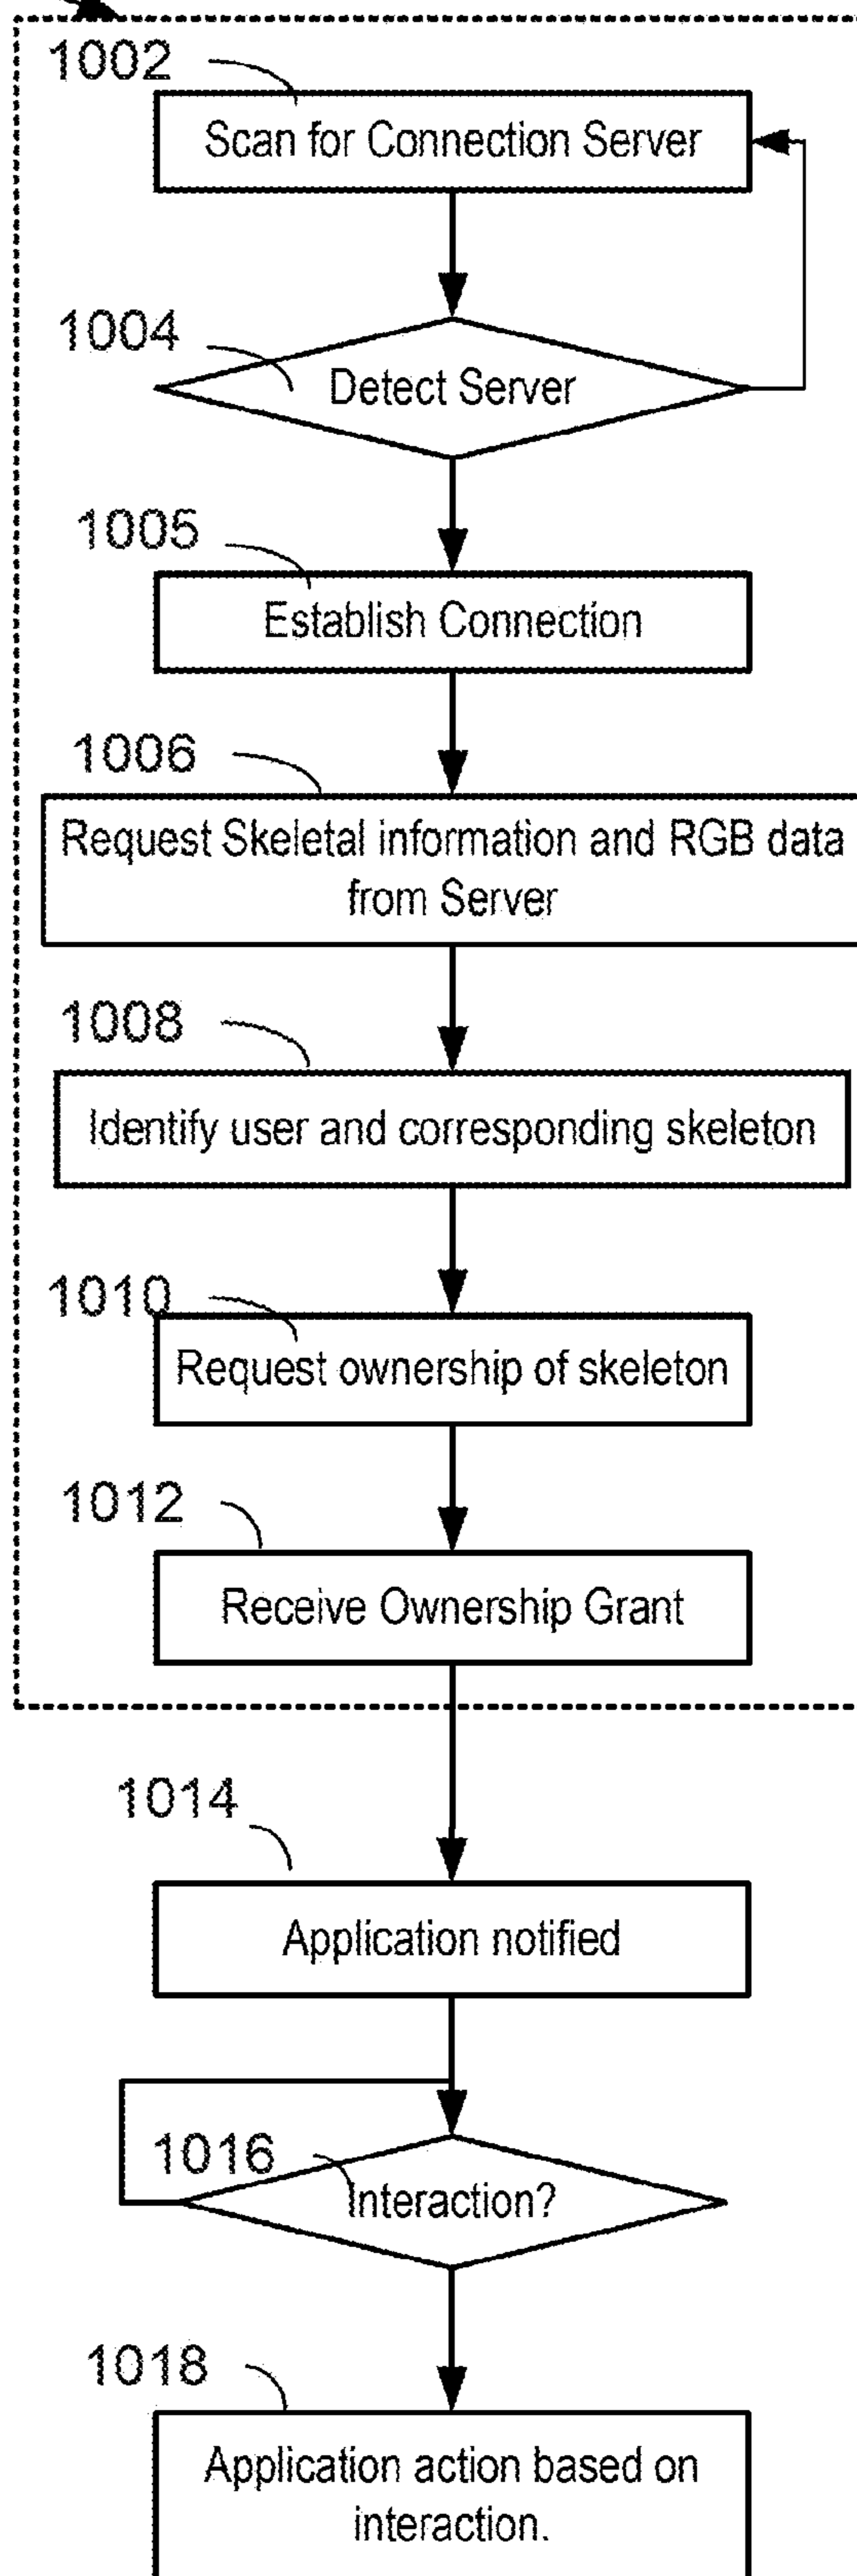 1002
Scan for Connection Server
1004
Detect Server
1005
Establish Connection
1006
Request Skeletal information and RGB data
from Server
1008
Identify user and corresponding skeleton
1010
Request ownership of skeleton
1012
Receive Ownership Grant
1014
Application notified
1016
Interaction?
1018
Application action based on
interaction.